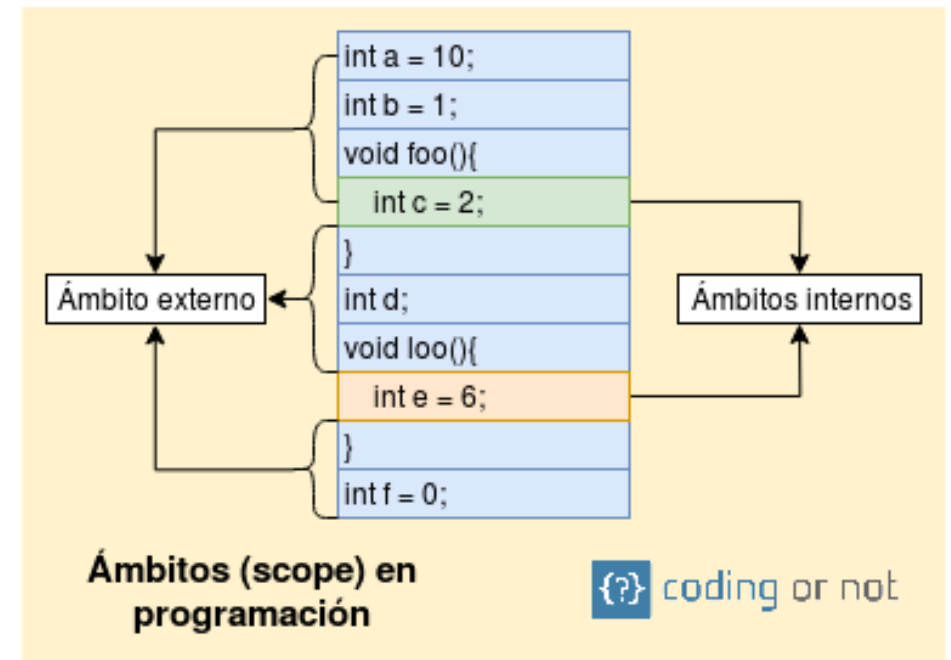 int a = 10;
int b = 1;
void foo(){
int c = 2;
}
Ámbito externo
int d;
Ámbitos internos
void loo(){
int e = 6;
}
int f = 0;
Ámbitos (scope) en
programación
{?} coding or not